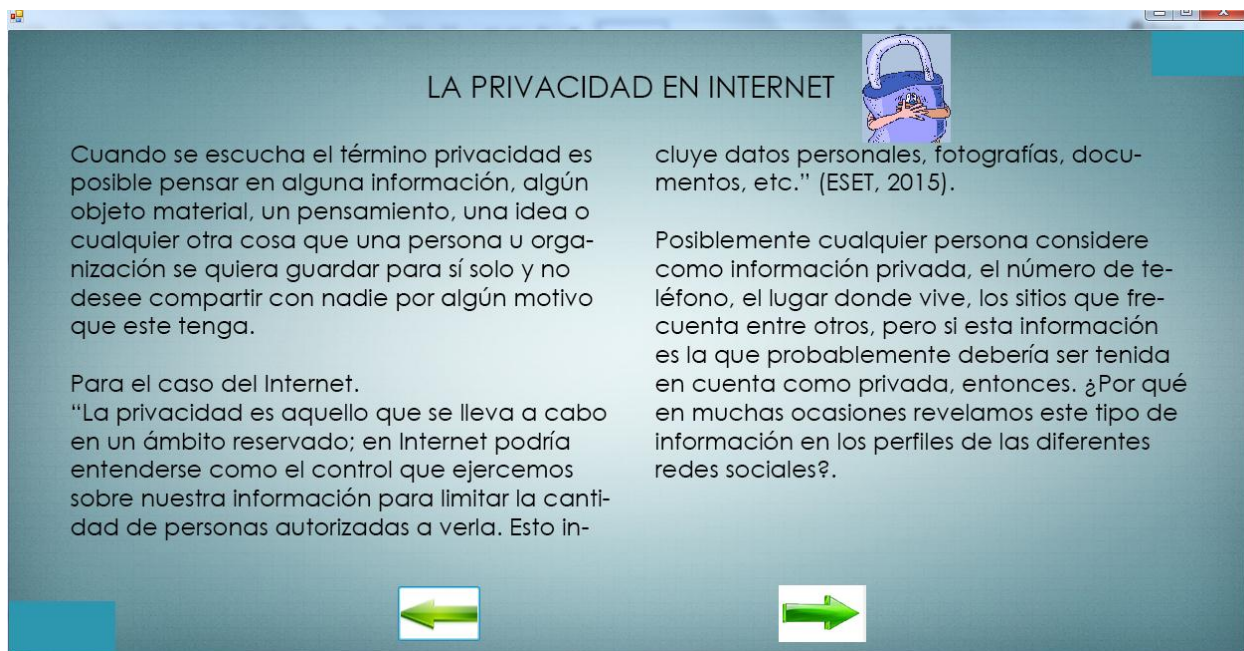 LA PRIVACIDAD EN INTERNET
Cuando se escucha el término privacidad es
posible pensar en alguna información, algún
objeto material, un pensamiento, una idea o
cualquier otra cosa que una persona u orga-
nización se quiera guardar para sí solo y no
desee compartir con nadie por algún motivo
que este tenga.
Para el caso del Internet.
“La privacidad es aquello que se lleva a cabo
en un ámbito reservado; en Internet podría
entenderse como el control que ejercemos
sobre nuestra información para limitar la canti-
dad de personas autorizadas a verla. Esto in-
cluye datos personales, fotografías, docu-
mentos, etc.” (ESET, 2015).
Posiblemente cualquier persona considere
como información privada, el número de te-
léfono, el lugar donde vive, los sitios que fre-
cuenta entre otros, pero si esta información
es la que probablemente debería ser tenida
en cuenta como privada, entonces. ¿Por qué
en muchas ocasiones revelamos este tipo de
información en los perfiles de las diferentes
redes sociales?.